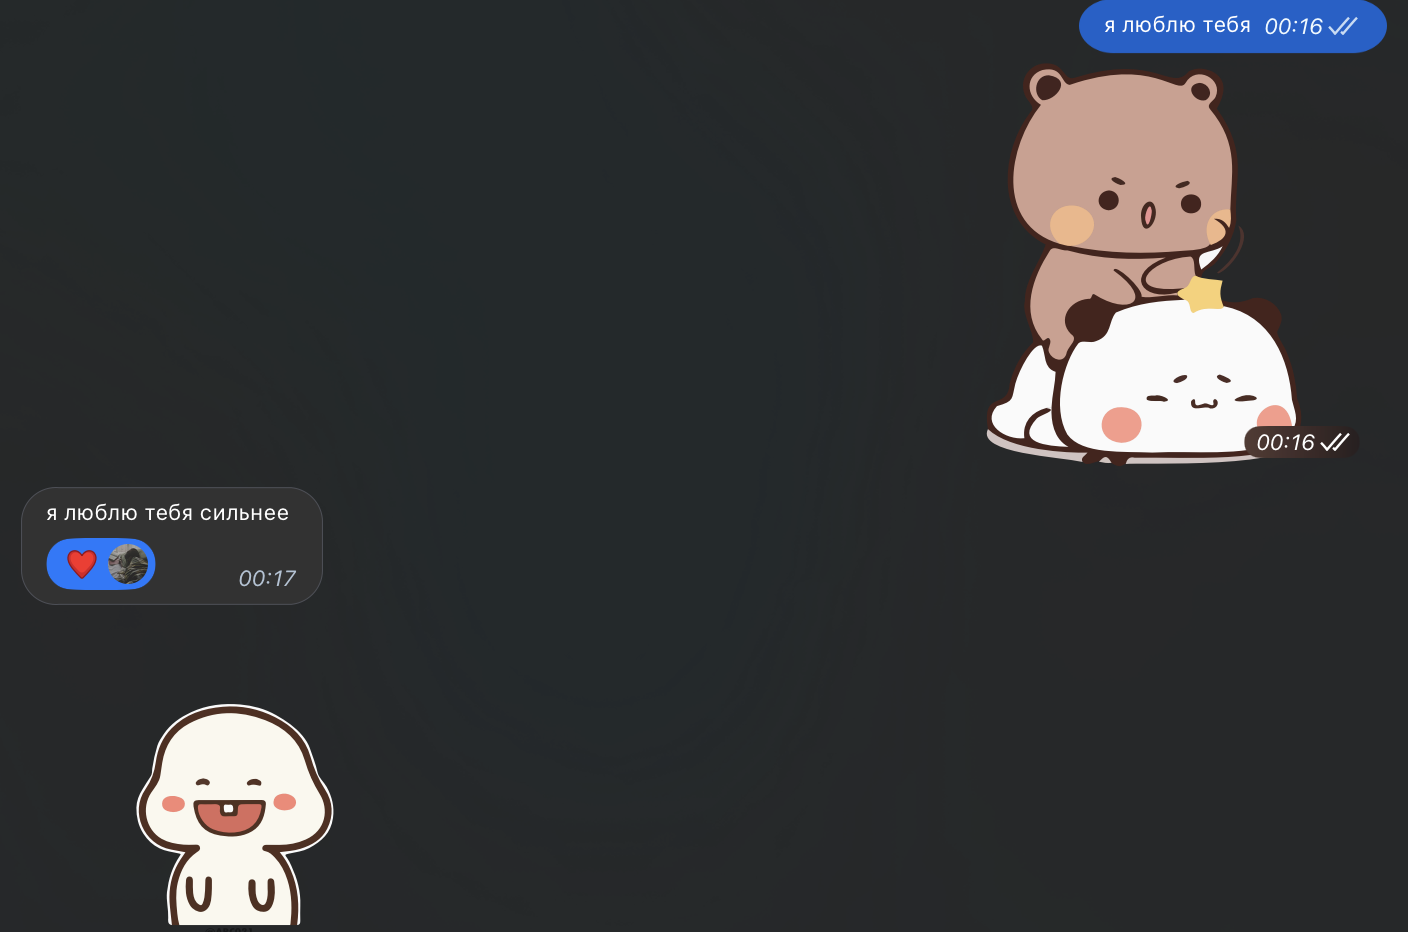 я люблю тебя 00:16
00:16
я люблю тебя сильнее
00:17